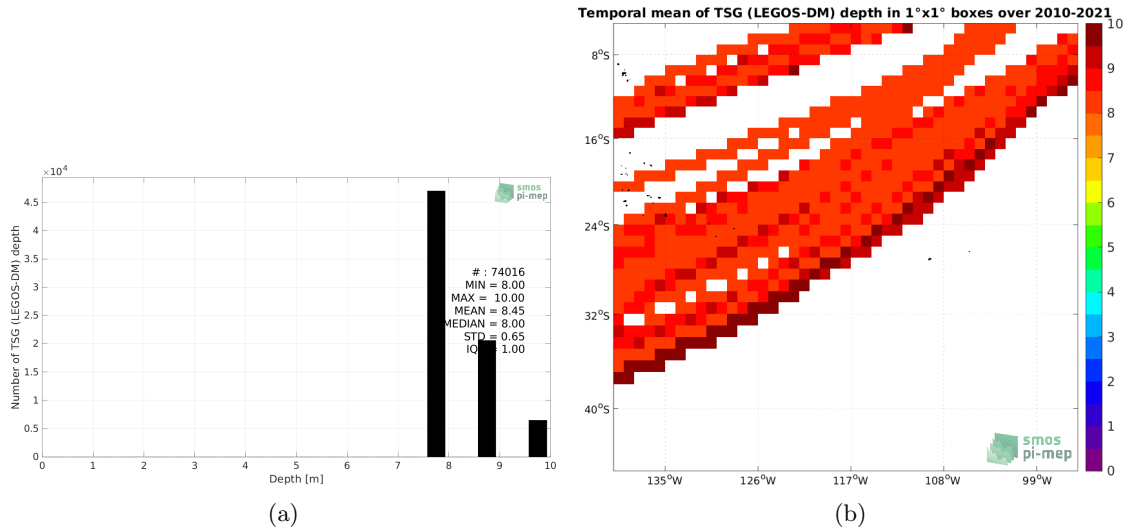 Temporal mean of TSG (LEGOS-DM) depth in 1°x1° boxes over 2010-2021
×10⁴
4.5
4
3.5
3
2.5
2
1.5
1
0.5
0
Number of TSG (LEGOS-DM) depth
smos
pi-mep
# : 74016
MIN = 8.00
MAX = 10.00
MEAN = 8.45
MEDIAN = 8.00
STD = 0.65
= 1.00
0 1 2 3 4 5 6 7 8 9 10
Depth [m]
(a)
8°S
16°S
24°S
32°S
40°S
135°W 126°W 117°W 108°W 99°W
smos
pi-mep
10
9
8
7
6
5
4
3
2
1
0
(b)